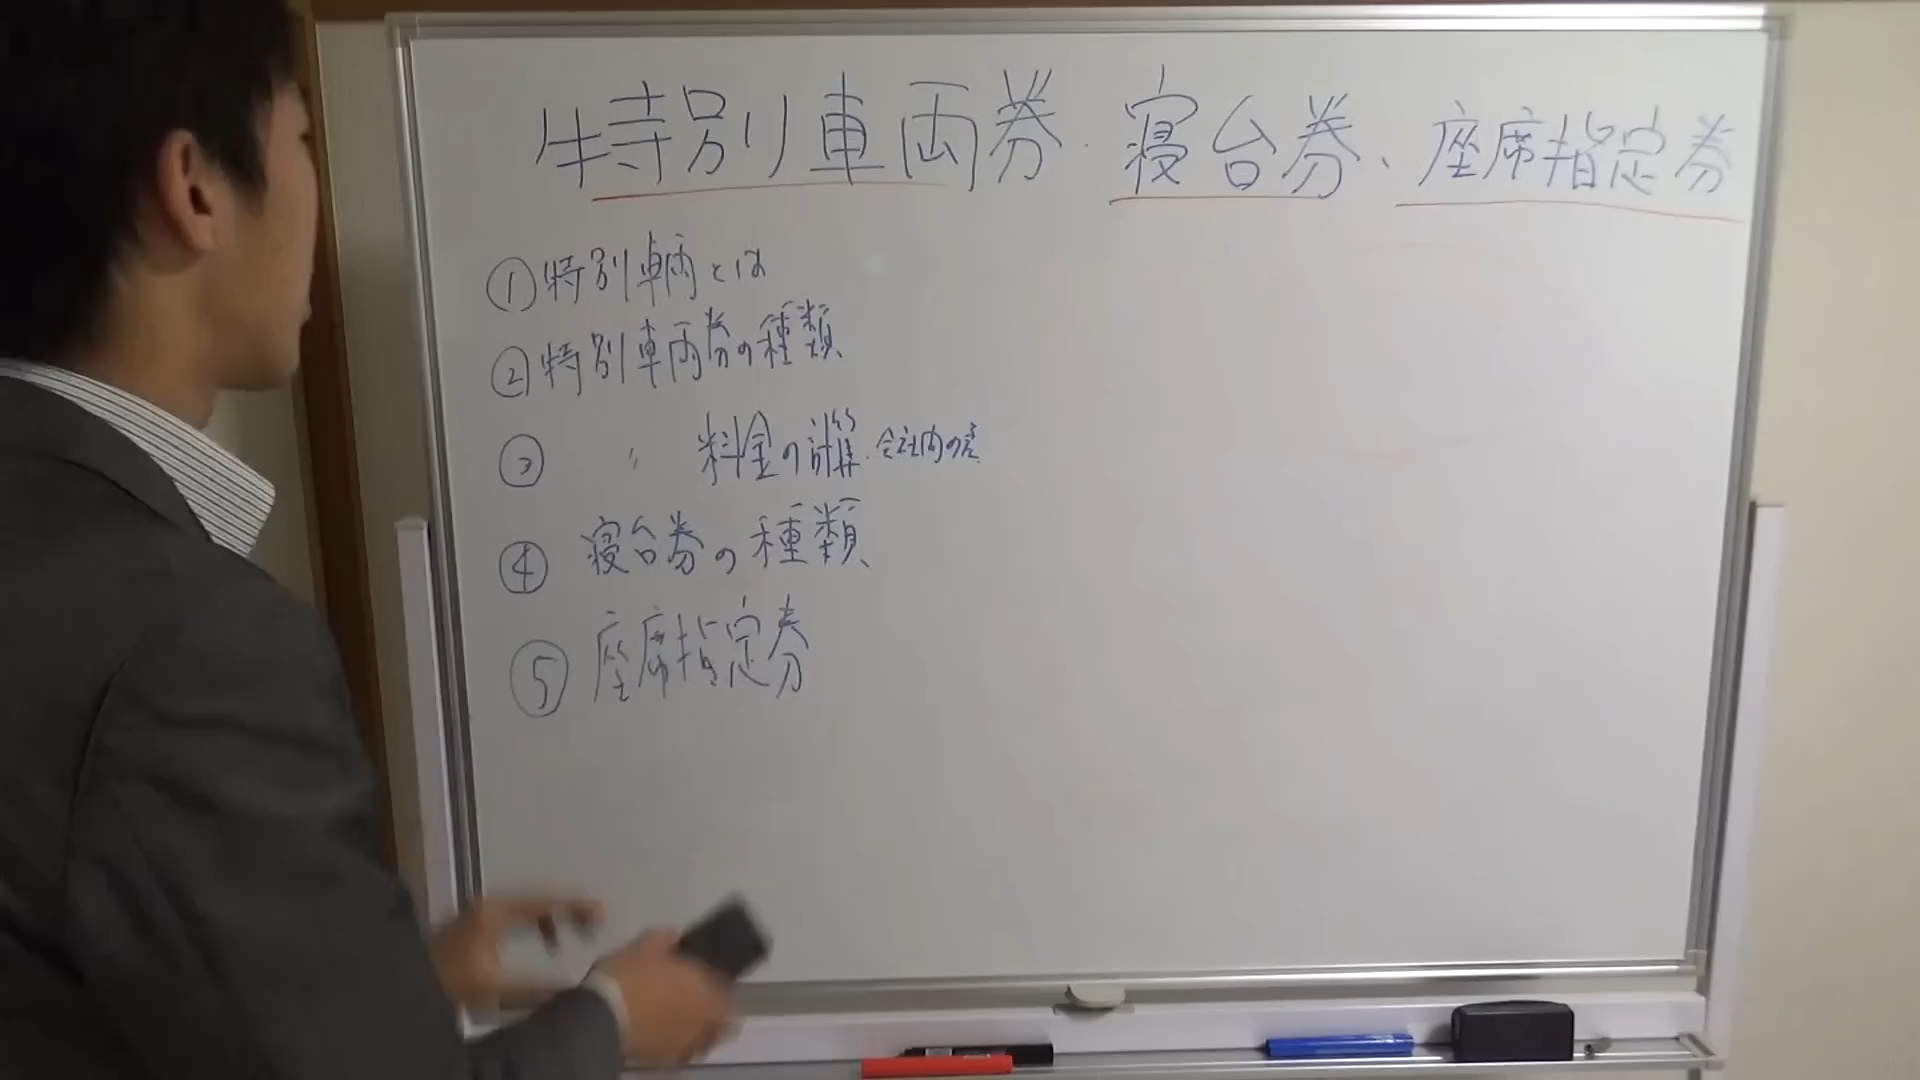 特別車両券・寝台券、座席指定券
①特別車両とは
②特別車両券の種類
③ 〃 料金の計算.会社内の差
④ 寝台券の種類
⑤ 座席指定券